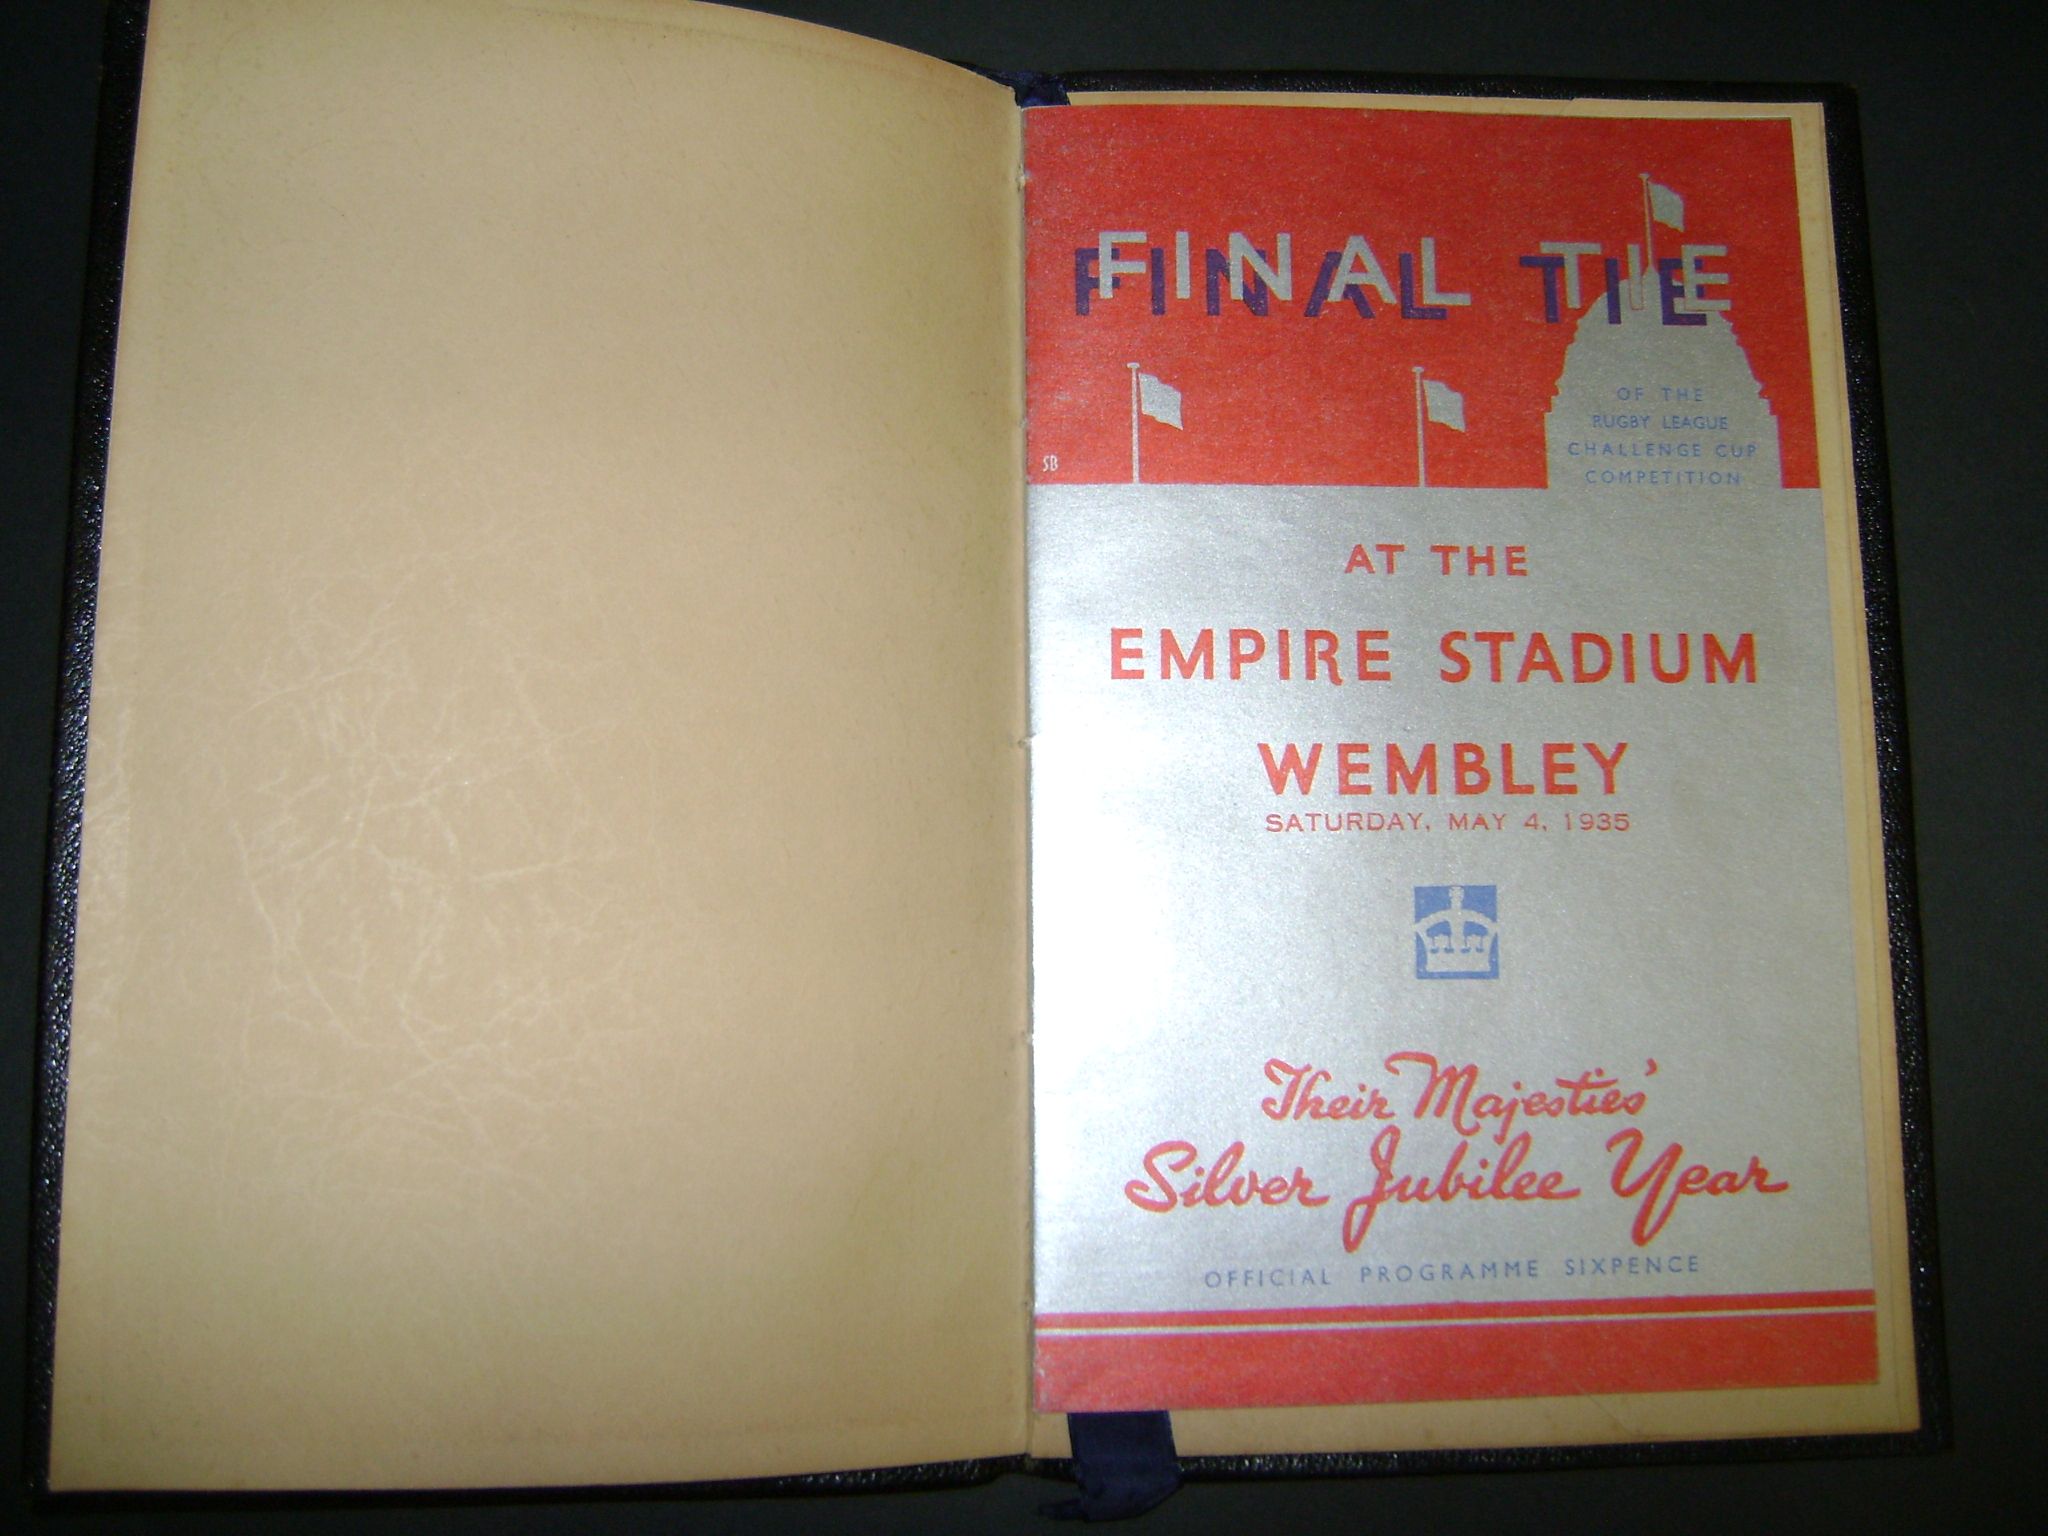 FINAL TIE
OF THE
RUGBY LEAGUE
CHALLENGE CUP
COMPETITION
SB
AT THE
EMPIRE STADIUM
WEMBLEY
SATURDAY, MAY 4, 1935
Their Majesties'
Silver Jubilee Year
OFFICIAL PROGRAMME SIXPENCE